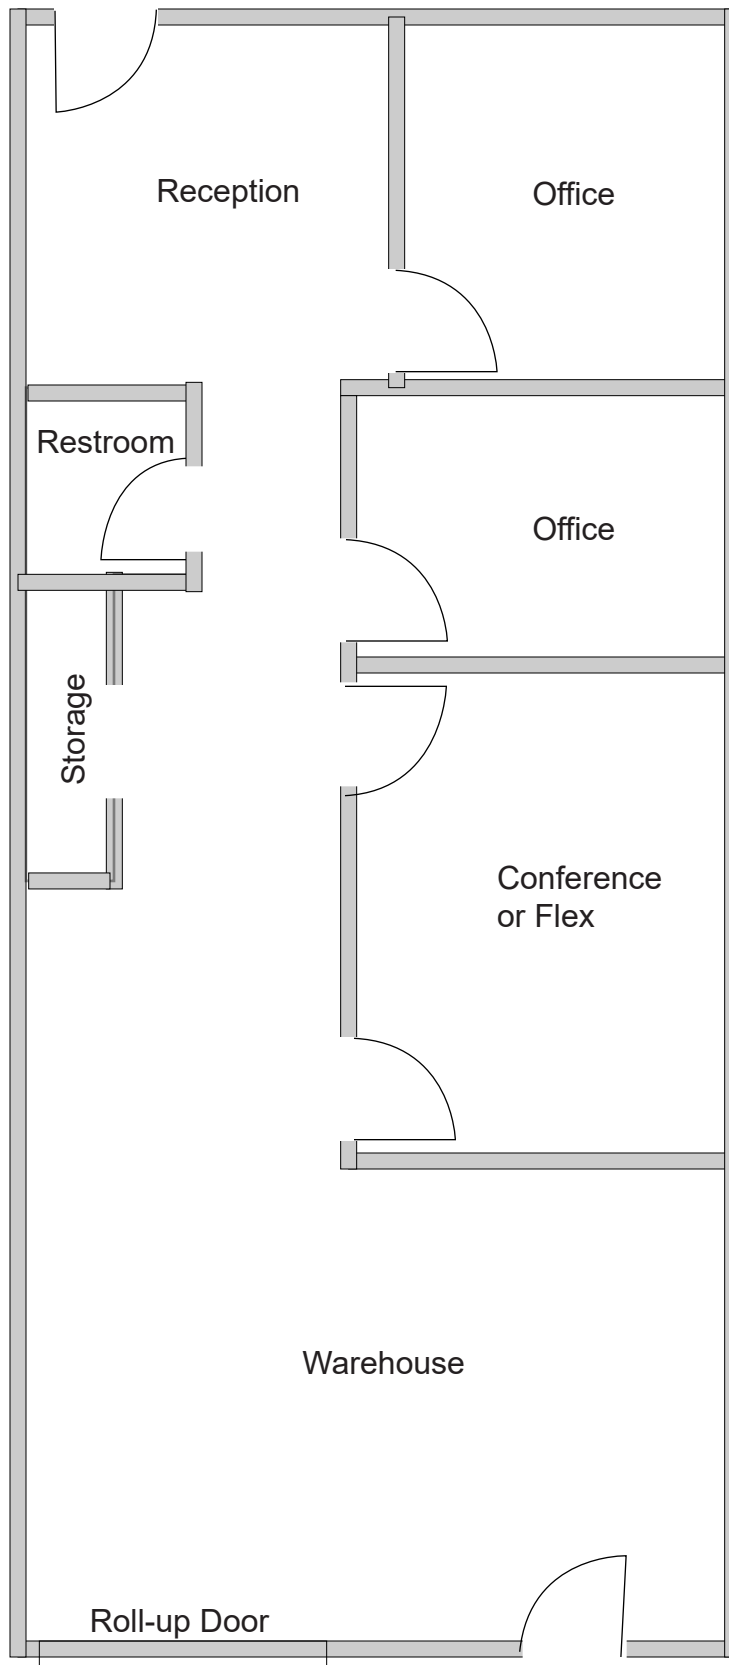 Reception
Office
Restroom
Office
Storage
Conference
or Flex
Warehouse
Roll-up Door